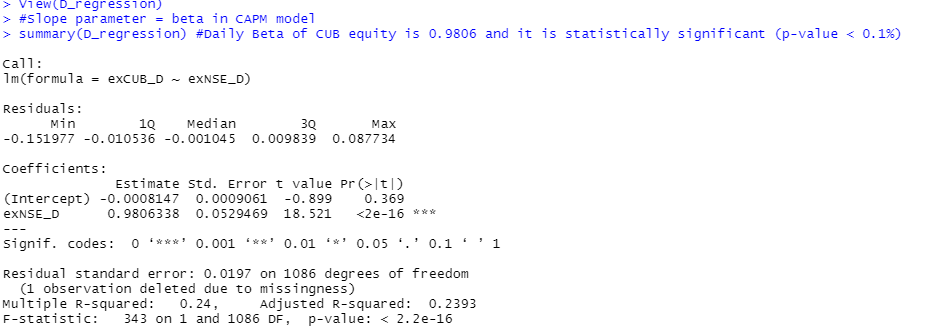 > View(D_regression)
> #Slope parameter = beta in CAPM model
> summary(D_regression) #Daily Beta of CUB equity is 0.9806 and it is statistically significant (p-value < 0.1%)
Call:
lm(formula = exCUB_D ~ exNSE_D)
Residuals:
      Min        1Q    Median        3Q       Max
-0.151977 -0.010536 -0.001045  0.009839  0.087734
Coefficients:
              Estimate Std. Error t value Pr(>|t|)
(Intercept) -0.0008147  0.0009061  -0.899    0.369
exNSE_D      0.9806338  0.0529469  18.521   <2e-16 ***
---
Signif. codes:  0 ‘***’ 0.001 ‘**’ 0.01 ‘*’ 0.05 ‘.’ 0.1 ‘ ’ 1
Residual standard error: 0.0197 on 1086 degrees of freedom
  (1 observation deleted due to missingness)
Multiple R-squared:   0.24,	Adjusted R-squared:  0.2393
F-statistic:   343 on 1 and 1086 DF,  p-value: < 2.2e-16